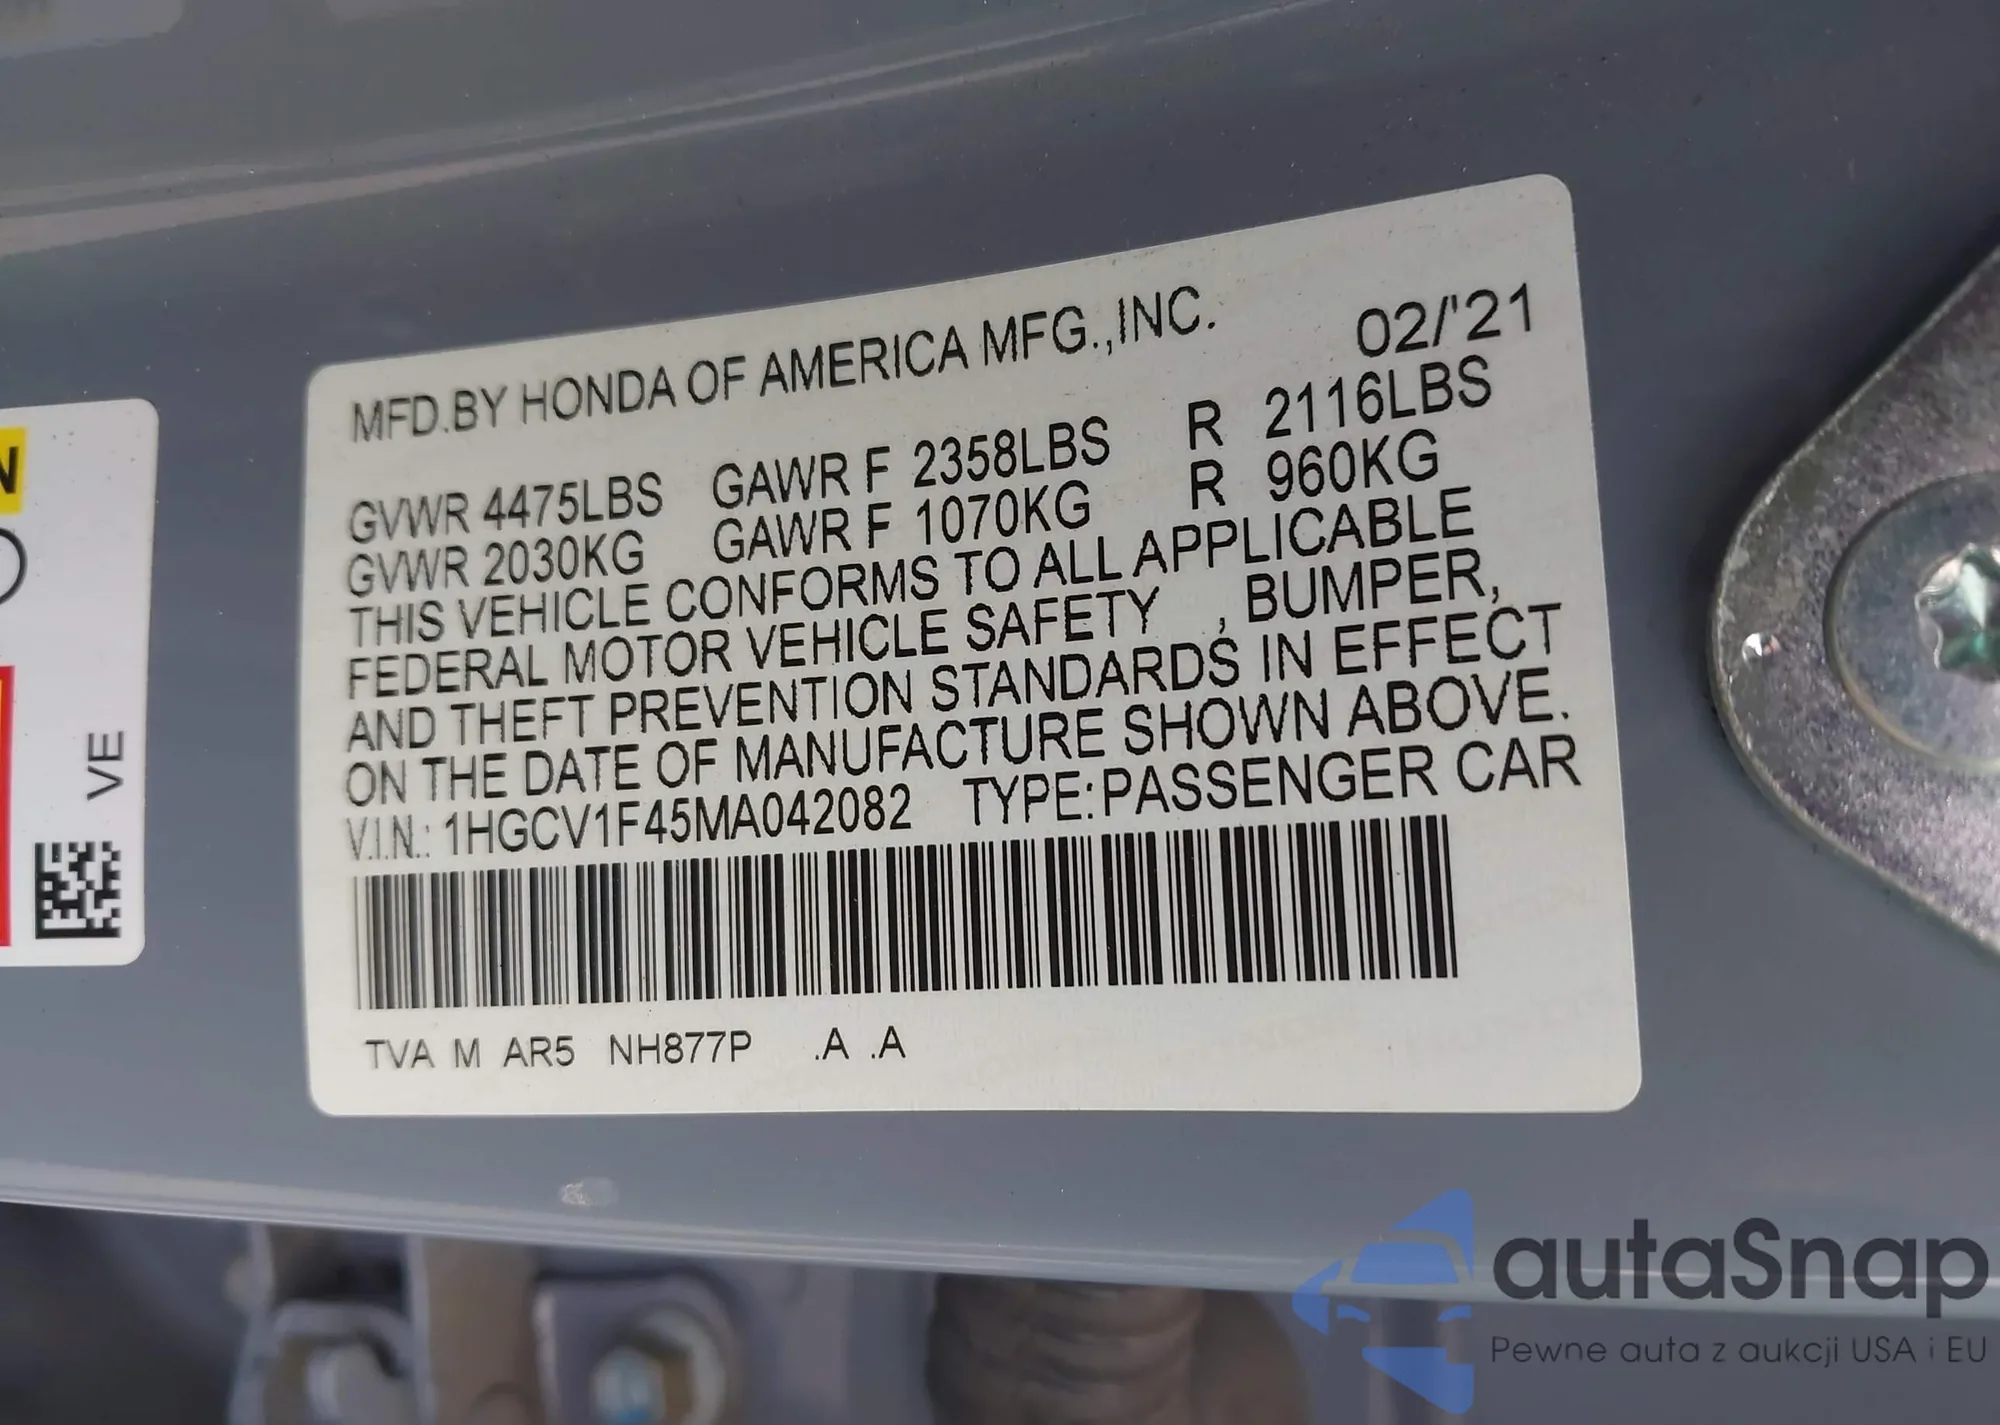 MFD.BY HONDA OF AMERICA MFG.,INC. 02/'21
GVWR 4475LBS GAWR F 2358LBS R 2116LBS
GVWR 2030KG GAWR F 1070KG R 960KG
THIS VEHICLE CONFORMS TO ALL APPLICABLE
FEDERAL MOTOR VEHICLE SAFETY , BUMPER,
AND THEFT PREVENTION STANDARDS IN EFFECT
ON THE DATE OF MANUFACTURE SHOWN ABOVE.
V.I.N.: 1HGCV1F45MA042082 TYPE:PASSENGER CAR
TVA M AR5 NH877P .A .A
VE
autaSnap
Pewne auta z aukcji USA i EU